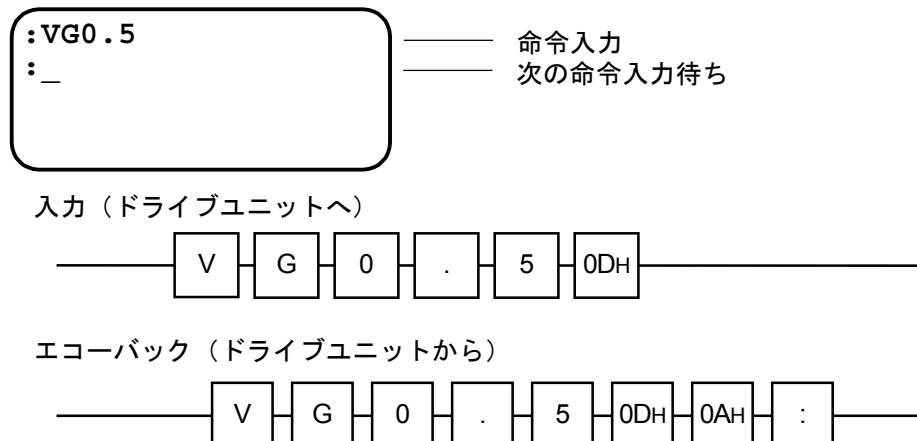 :VG0.5 命令入力
:_ 次の命令入力待ち
入力（ドライブユニットへ）
V G 0 . 5 0DH
エコーバック（ドライブユニットから）
V G 0 . 5 0DH 0AH :